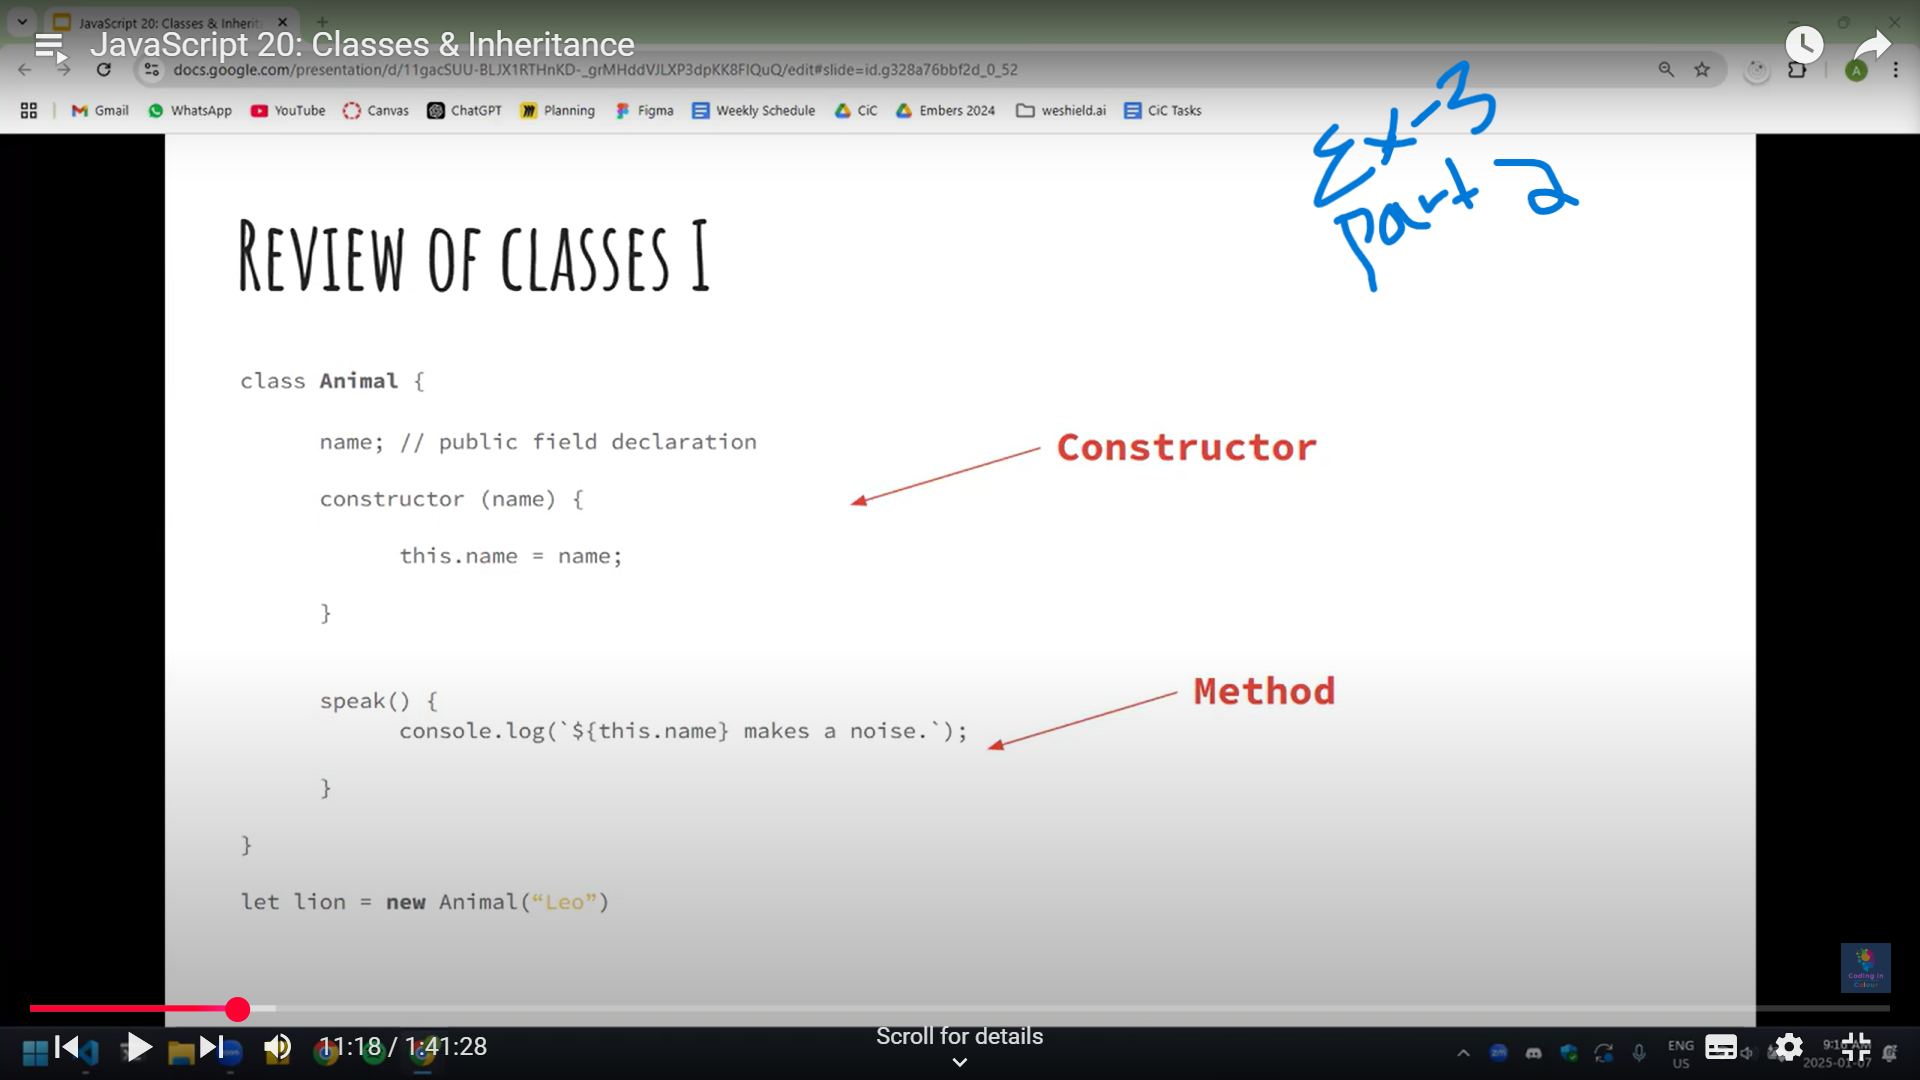 JavaScript 20: Classes & Inherit
JavaScript 20: Classes & Inheritance
docs.google.com/presentation/d/11gacSUU-BLJX1RTHnKD-_grMHddVJLXP3dpKK8FIQuQ/edit#slide=id.g328a76bbf2d_0_52
A
Gmail WhatsApp YouTube Canvas ChatGPT Planning Figma Weekly Schedule CiC Embers 2024 weshield.ai CiC Tasks
Ex-3
part 2
REVIEW OF CLASSES I
class Animal {
name; // public field declaration
Constructor
constructor (name) {
this.name = name;
}
Method
speak() {
console.log(`${this.name} makes a noise.`);
}
}
let lion = new Animal(“Leo”)
Coding in
Colour
11:18 / 1:41:28
Scroll for details
ENG
US
2025-01-07